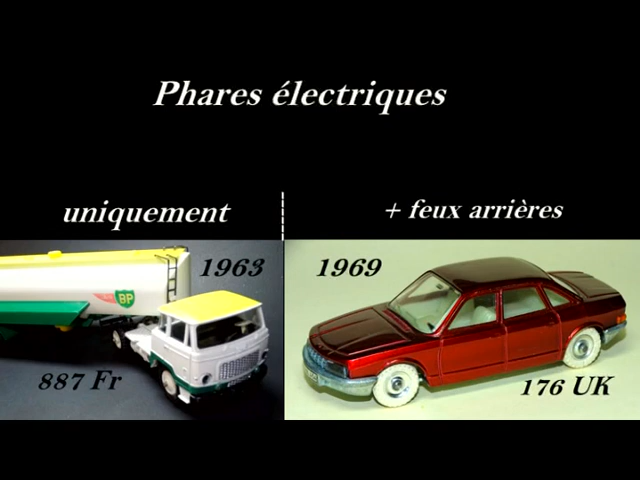 Phares électriques
uniquement
+ feux arrières
1963
1969
BP
887 Fr
176 UK